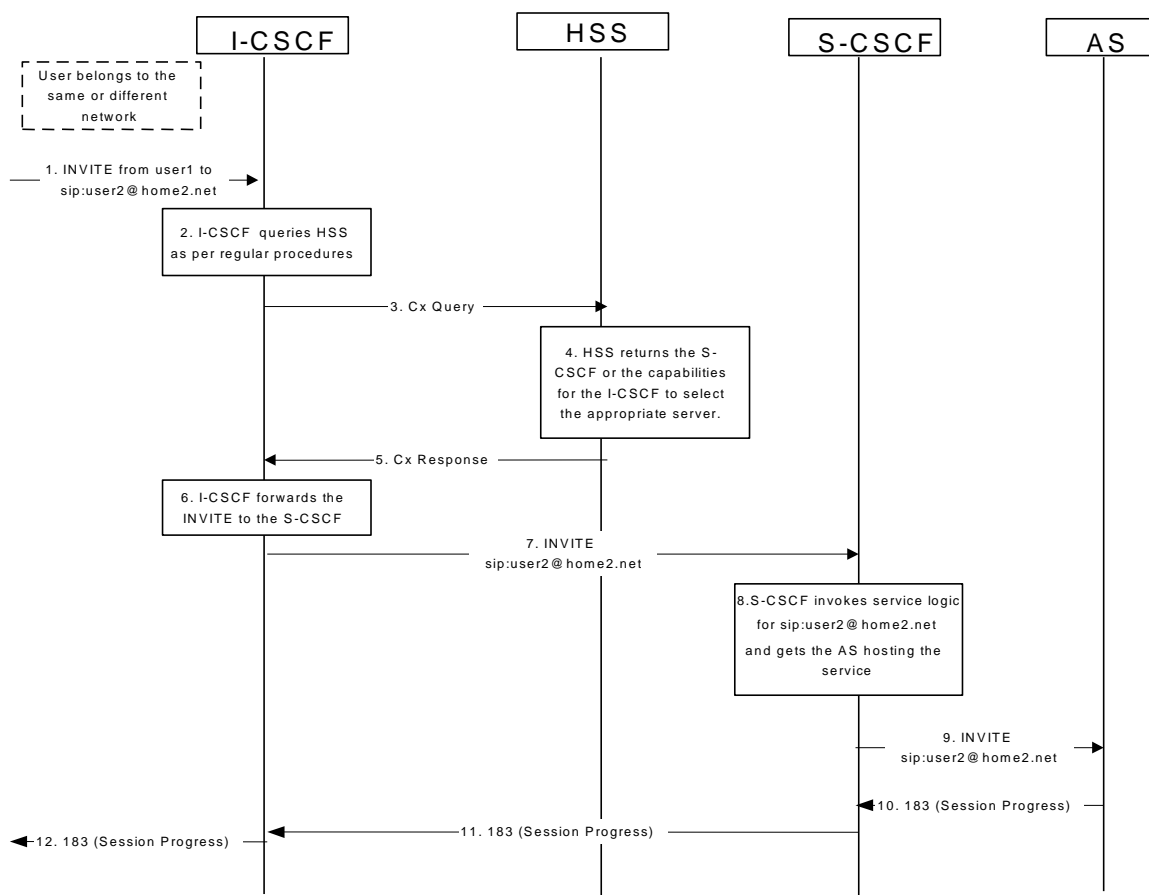 I-CSCF
HSS
S-CSCF
AS
User belongs to the
same or different
network
1. INVITE from user1 to
sip:user2@home2.net
2. I-CSCF queries HSS
as per regular procedures
3. Cx Query
4. HSS returns the S-
CSCF or the capabilities
for the I-CSCF to select
the appropriate server.
5. Cx Response
6. I-CSCF forwards the
INVITE to the S-CSCF
7. INVITE
sip:user2@home2.net
8.S-CSCF invokes service logic
for sip:user2@home2.net
and gets the AS hosting the
service
9. INVITE
sip:user2@home2.net
10. 183 (Session Progress)
11. 183 (Session Progress)
12. 183 (Session Progress)